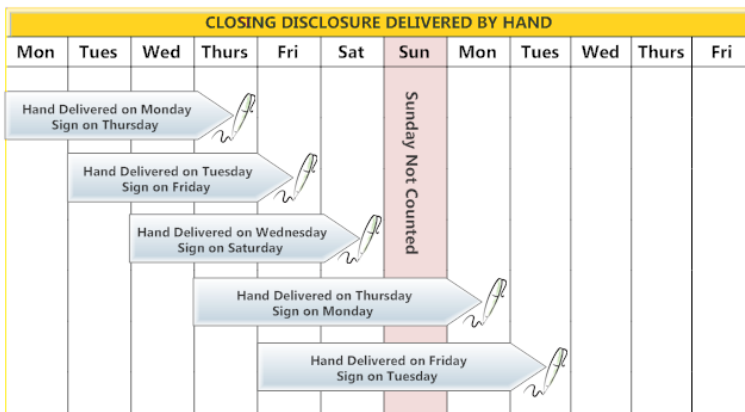 CLOSING DISCLOSURE DELIVERED BY HAND
Mon Tues Wed Thurs Fri Sat Sun Mon Tues Wed Thurs Fri
Hand Delivered on Monday
Sign on Thursday
Hand Delivered on Tuesday
Sign on Friday
Hand Delivered on Wednesday
Sign on Saturday
Sunday Not Counted
Hand Delivered on Thursday
Sign on Monday
Hand Delivered on Friday
Sign on Tuesday